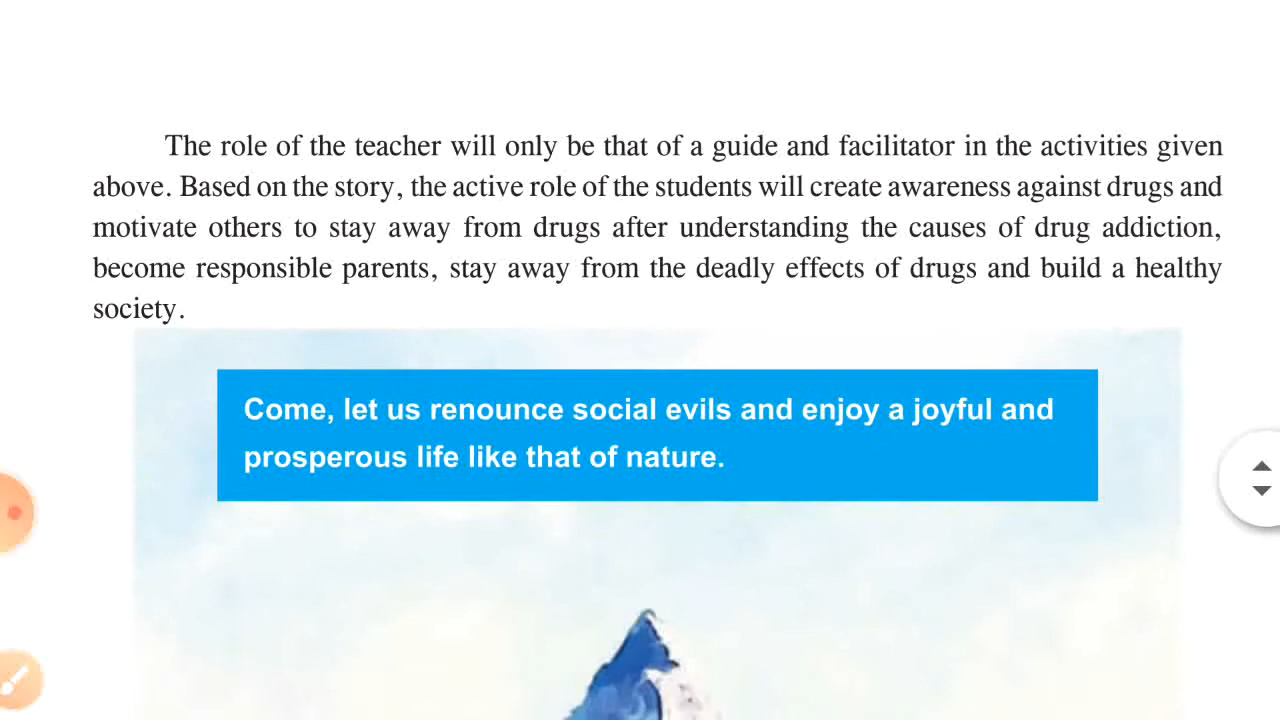 The role of the teacher will only be that of a guide and facilitator in the activities given
above. Based on the story, the active role of the students will create awareness against drugs and
motivate others to stay away from drugs after understanding the causes of drug addiction,
become responsible parents, stay away from the deadly effects of drugs and build a healthy
society.
Come, let us renounce social evils and enjoy a joyful and
prosperous life like that of nature.